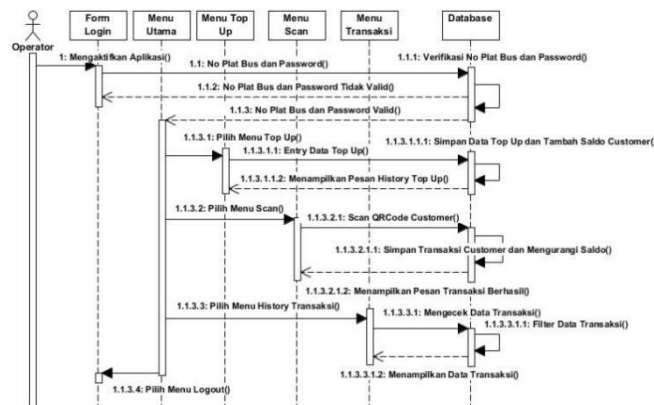 Form Login
Menu Utama
Menu Top Up
Menu Scan
Menu Transaksi
Database
Operator
1: Mengaktifkan Aplikasi()
1.1: No Plat Bus dan Password()
1.1.1: Verifikasi No Plat Bus dan Password()
1.1.2: No Plat Bus dan Password Tidak Valid()
1.1.3: No Plat Bus dan Password Valid()
1.1.3.1: Pilih Menu Top Up()
1.1.3.1.1: Entry Data Top Up()
1.1.3.1.1.1: Simpan Data Top Up dan Tambah Saldo Customer(
1.1.3.1.1.2: Menampilkan Pesan History Top Up()
1.1.3.2: Pilih Menu Scan()
1.1.3.2.1: Scan QRCode Customer()
1.1.3.2.1.1: Simpan Transaksi Customer dan Mengurangi Saldo()
1.1.3.2.1.2: Menampilkan Pesan Transaksi Berhasil()
1.1.3.3: Pilih Menu History Transaksi()
1.1.3.3.1: Mengecek Data Transaksi()
1.1.3.3.1.1: Filter Data Transaksi()
1.1.3.3.1.2: Menampilkan Data Transaksi()
1.1.3.4: Pilih Menu Logout()